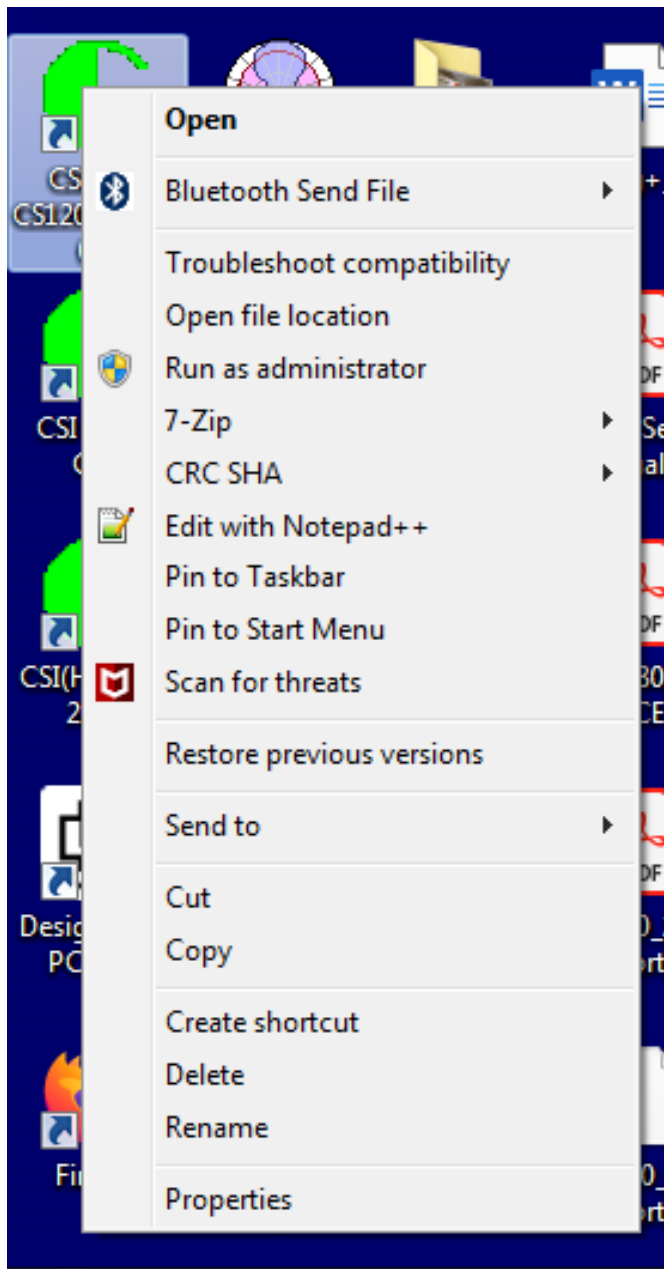 Open
Bluetooth Send File
Troubleshoot compatibility
Open file location
Run as administrator
7-Zip
CRC SHA
Edit with Notepad++
Pin to Taskbar
Pin to Start Menu
Scan for threats
Restore previous versions
Send to
Cut
Copy
Create shortcut
Delete
Rename
Properties